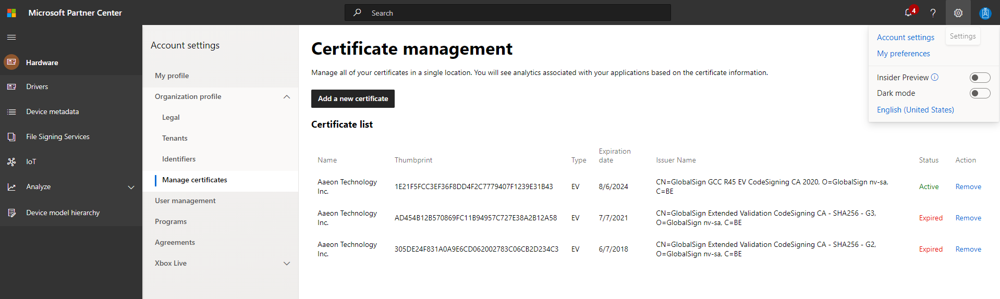 Microsoft Partner Center
Search
4
?
Hardware
Drivers
Device metadata
File Signing Services
IoT
Analyze
Device model hierarchy
Account settings
My profile
Organization profile
Legal
Tenants
Identifiers
Manage certificates
User management
Programs
Agreements
Xbox Live
Certificate management
Manage all of your certificates in a single location. You will see analytics associated with your applications based on the certificate information.
Add a new certificate
Certificate list
Name Thumbprint Type Expiration date Issuer Name Status Action
Aaeon Technology Inc. 1E21F5FCC3EF36F8DD4F2C7779407F1239E31B43 EV 8/6/2024 CN=GlobalSign GCC R45 EV CodeSigning CA 2020, O=GlobalSign nv-sa, C=BE Active Remove
Aaeon Technology Inc. AD454B12B570869FC11B94957C727E38A2B12A58 EV 7/7/2021 CN=GlobalSign Extended Validation CodeSigning CA - SHA256 - G3, O=GlobalSign nv-sa, C=BE Expired Remove
Aaeon Technology Inc. 305DE24F831A0A9E6CD062002783C06CB2D234C3 EV 6/7/2018 CN=GlobalSign Extended Validation CodeSigning CA - SHA256 - G2, O=GlobalSign nv-sa, C=BE Expired Remove
Account settings
Settings
My preferences
Insider Preview
Dark mode
English (United States)